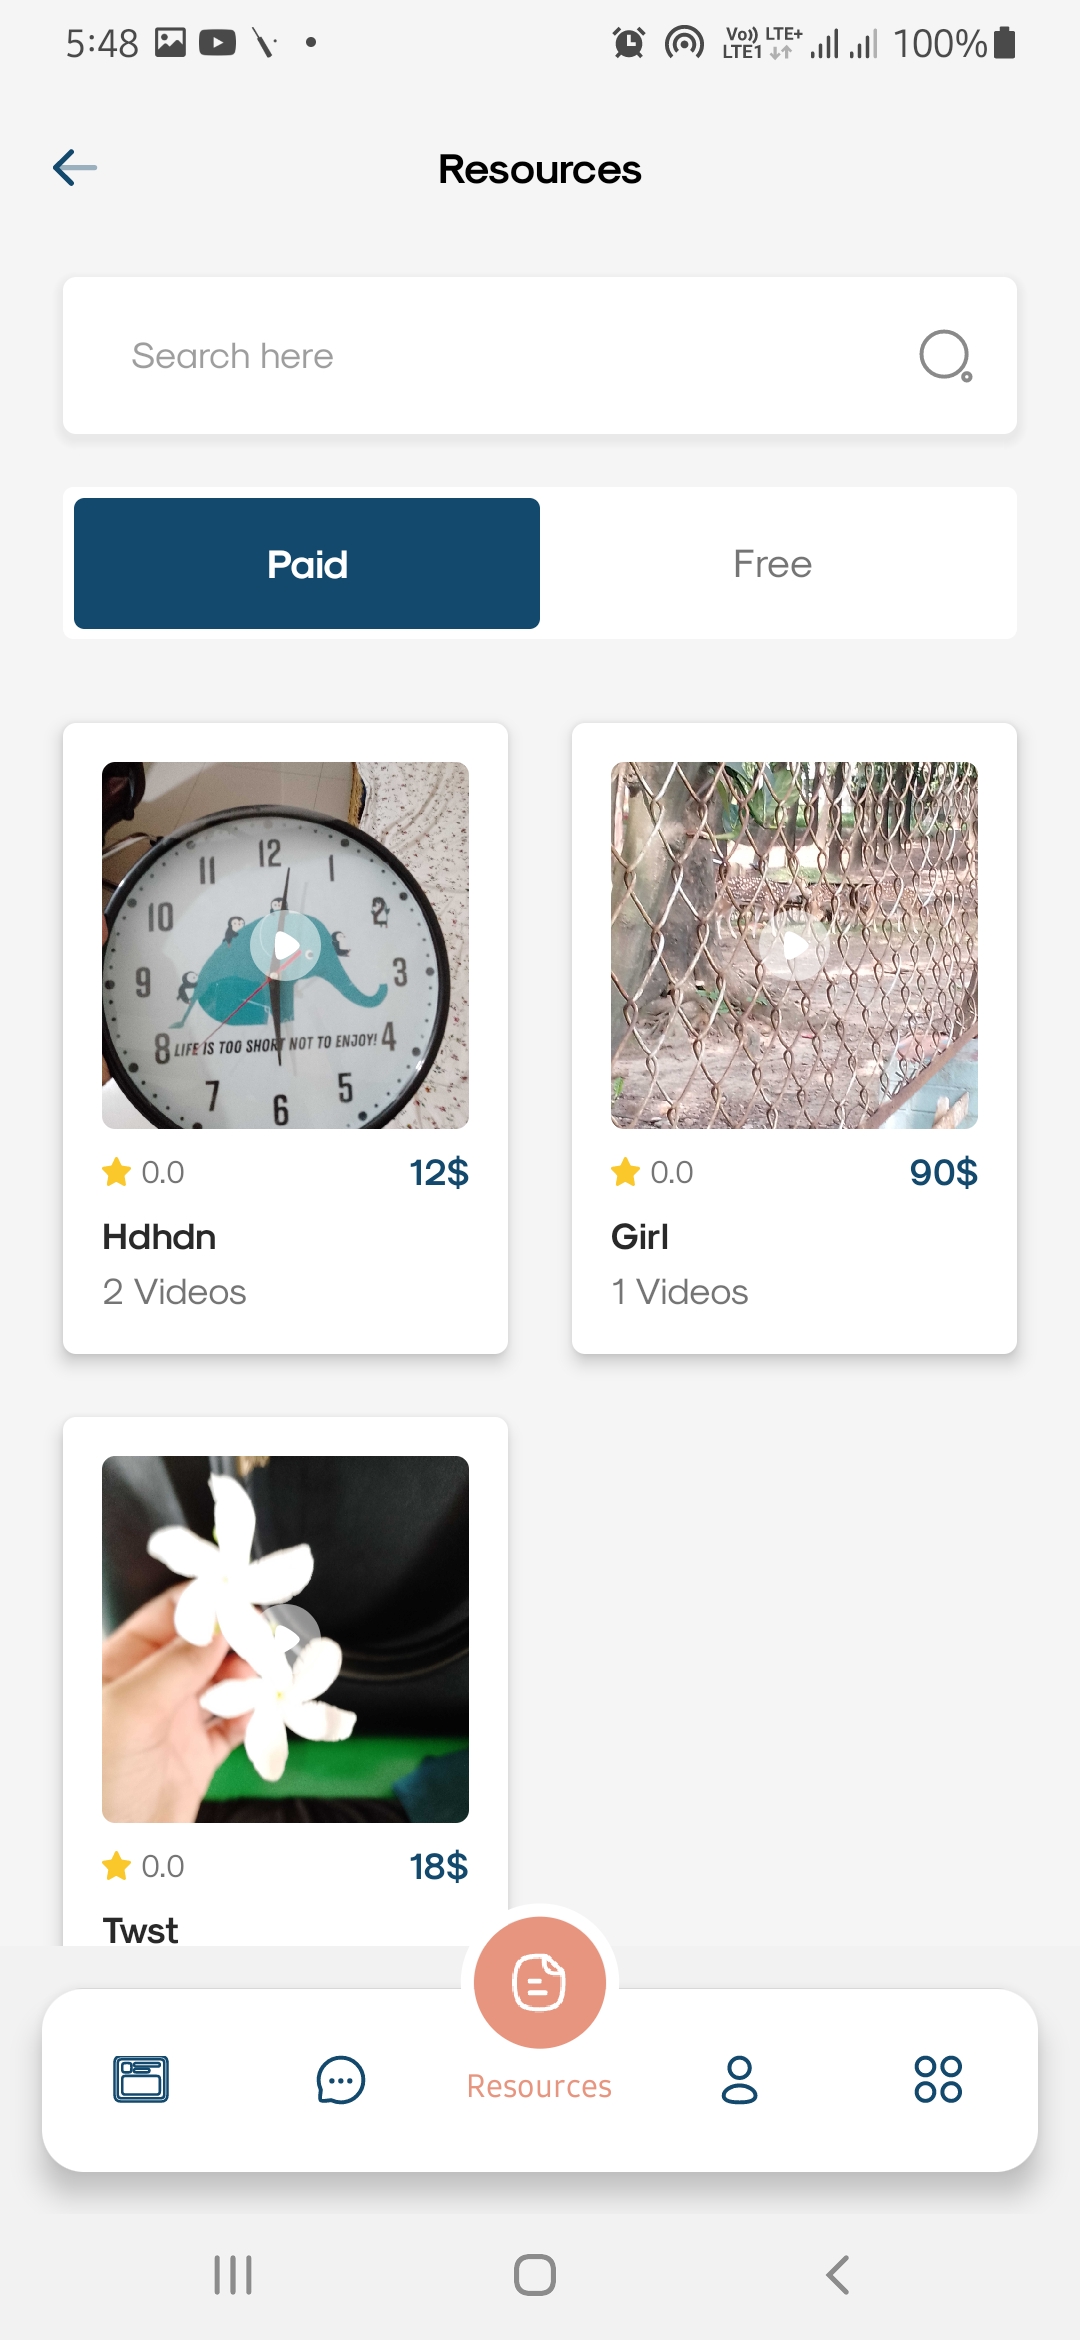 5:48
Vo)) LTE+
LTE1
100%
Resources
Search here
Paid
Free
12
11
1
10
2
9
3
8 LIFE IS TOO SHORT NOT TO ENJOY! 4
7
5
6
0.0
12$
Hdhdn
2 Videos
0.0
90$
Girl
1 Videos
0.0
18$
Twst
Resources